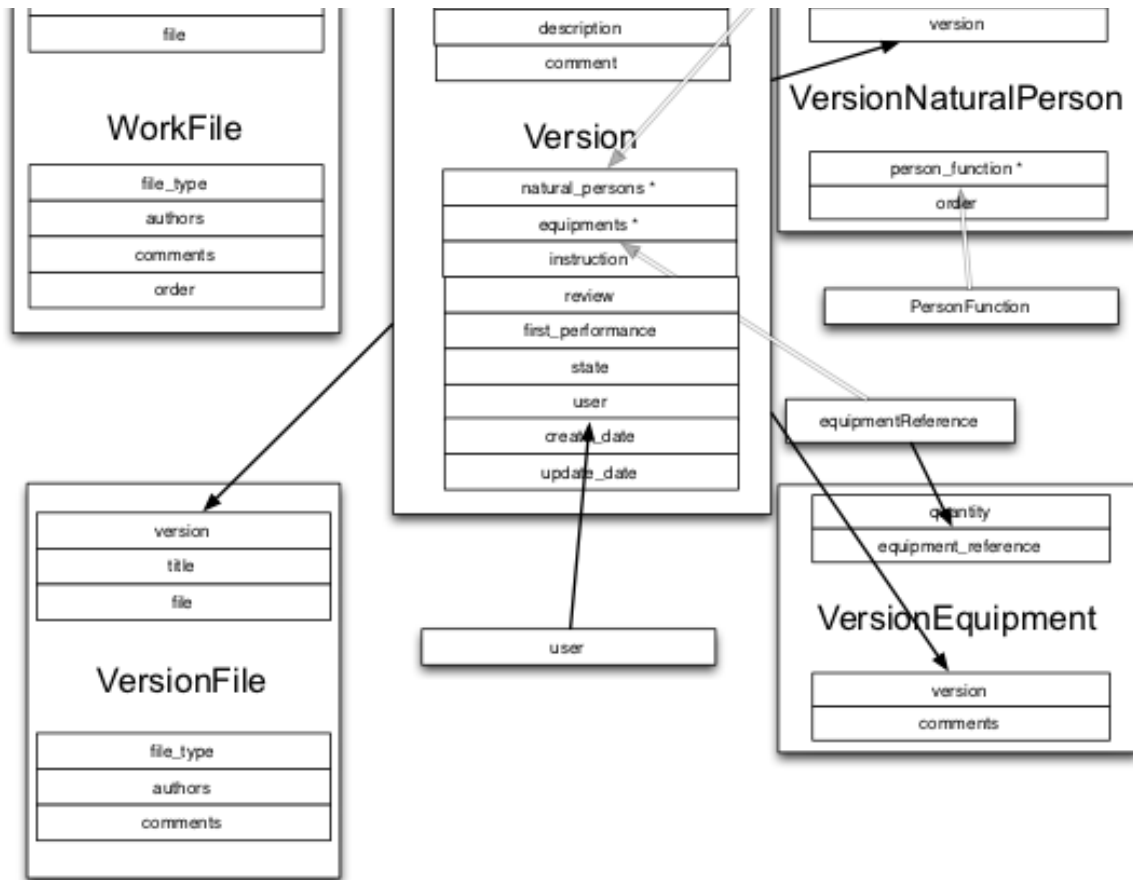 file
WorkFile
file_type
authors
comments
order
description
comment
Version
natural_persons *
equipments *
instruction
review
first_performance
state
user
create_date
update_date
version
VersionNaturalPerson
person_function *
order
PersonFunction
equipmentReference
quantity
equipment_reference
VersionEquipment
version
comments
user
version
title
file
VersionFile
file_type
authors
comments